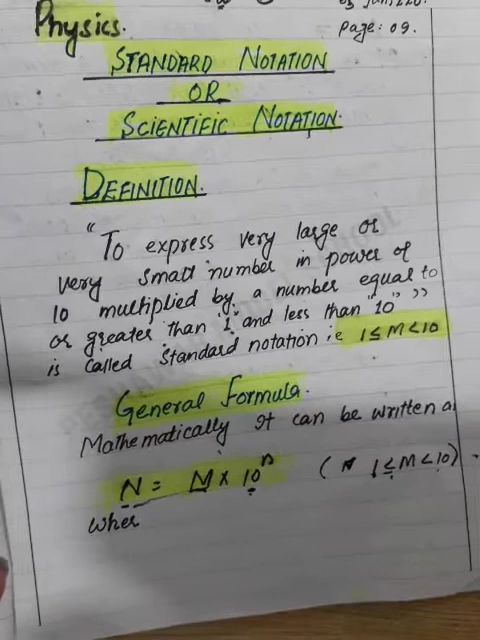 Physics.
Page: 09.
STANDARD NOTATION
OR
SCIENTIFIC NOTATION.
DEFINITION.
"To express very large or
very small number in power of
10 multiplied by a number equal to
or greater than "1" and less than "10" ”
is called standard notation i.e 1≤M<10
General Formula.
Mathematically It can be written as
N = M x 10ⁿ ( 1≤M<10)
Wher